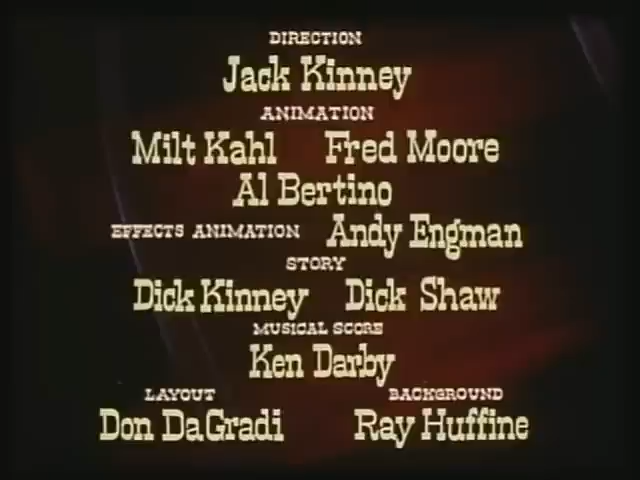 DIRECTION
Jack Kinney
ANIMATION
Milt Kahl Fred Moore
Al Bertino
EFFECTS ANIMATION Andy Engman
STORY
Dick Kinney Dick Shaw
MUSICAL SCORE
Ken Darby
LAYOUT BACKGROUND
Don DaGradi Ray Huffine